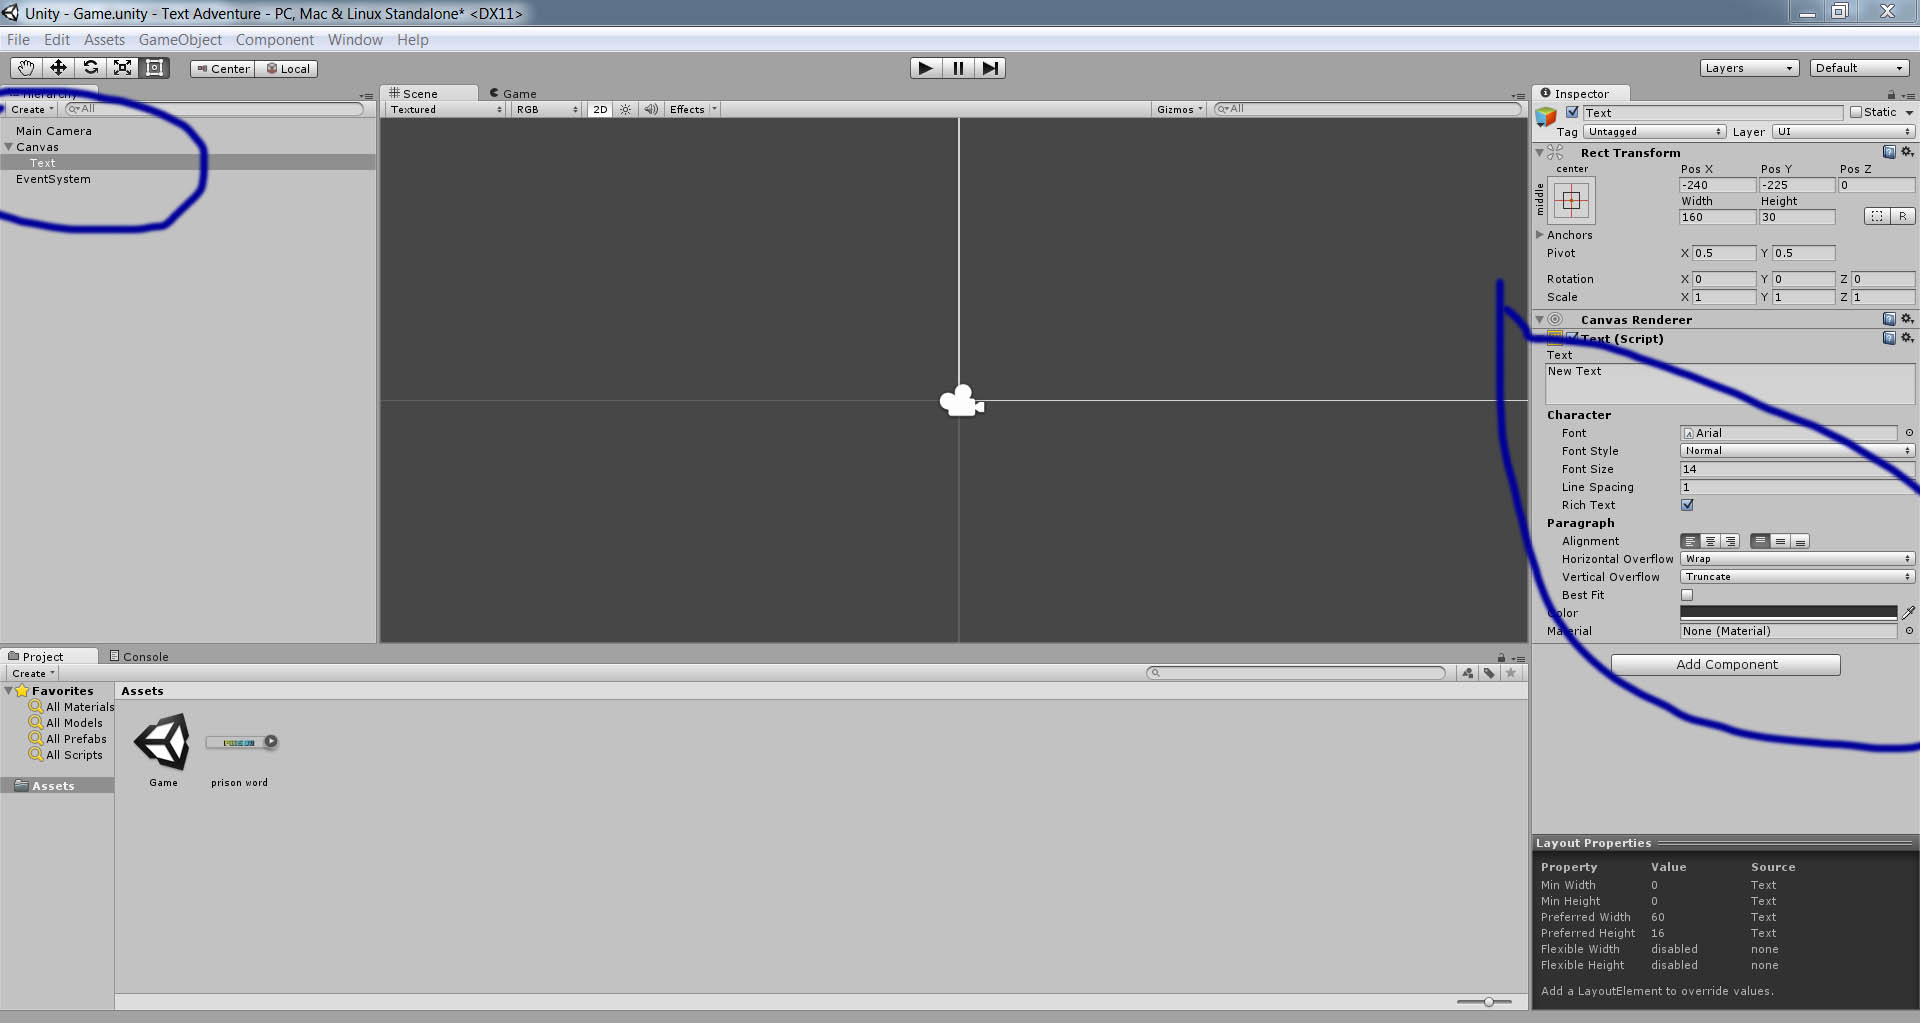 Unity - Game.unity - Text Adventure - PC, Mac & Linux Standalone* <DX11>
File Edit Assets GameObject Component Window Help
Center Local
Layers
Default
Hierarchy
Create
All
Main Camera
Canvas
Text
EventSystem
Scene
Game
Textured RGB 2D Effects Gizmos All
Inspector
Text Static
Tag Untagged Layer UI
Rect Transform
center Pos X Pos Y Pos Z
middle
-240 -225 0
Width Height
160 30 R
Anchors
Pivot X 0.5 Y 0.5
Rotation X 0 Y 0 Z 0
Scale X 1 Y 1 Z 1
Canvas Renderer
Text (Script)
Text
New Text
Character
Font Arial
Font Style Normal
Font Size 14
Line Spacing 1
Rich Text
Paragraph
Alignment
Horizontal Overflow Wrap
Vertical Overflow Truncate
Best Fit
Color
Material None (Material)
Add Component
Project Console
Create
Favorites
All Materials
All Models
All Prefabs
All Scripts
Assets
Assets
Game
prison word
Layout Properties
Property Value Source
Min Width 0 Text
Min Height 0 Text
Preferred Width 60 Text
Preferred Height 16 Text
Flexible Width disabled none
Flexible Height disabled none
Add a LayoutElement to override values.